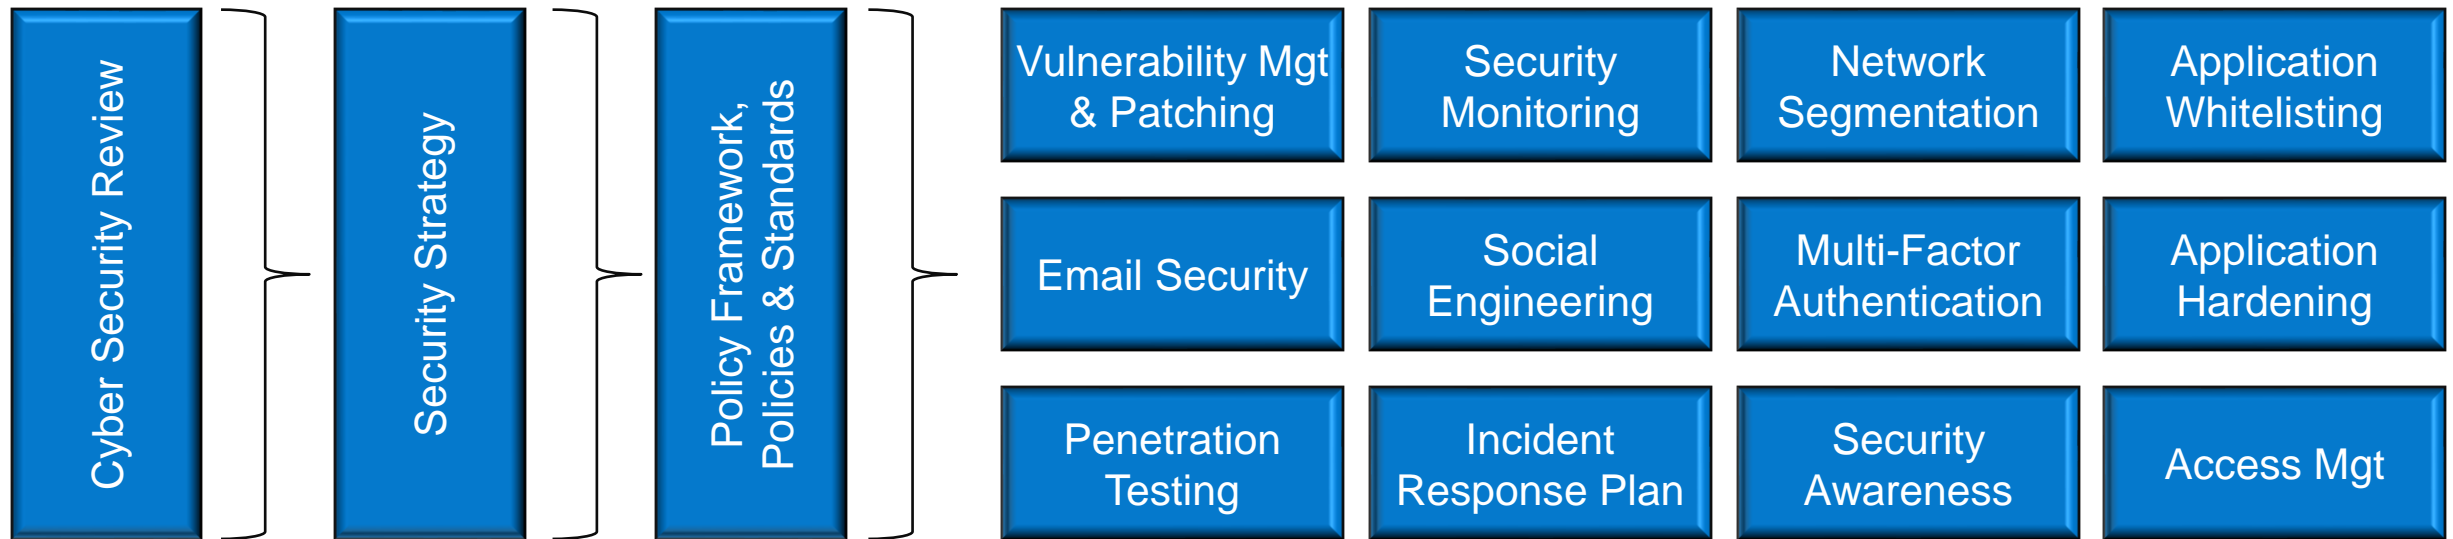 Cyber Security Review
Security Strategy
Policy Framework,
Policies & Standards
Vulnerability Mgt
& Patching
Security
Monitoring
Network
Segmentation
Application
Whitelisting
Email Security
Social
Engineering
Multi-Factor
Authentication
Application
Hardening
Penetration
Testing
Incident
Response Plan
Security
Awareness
Access Mgt